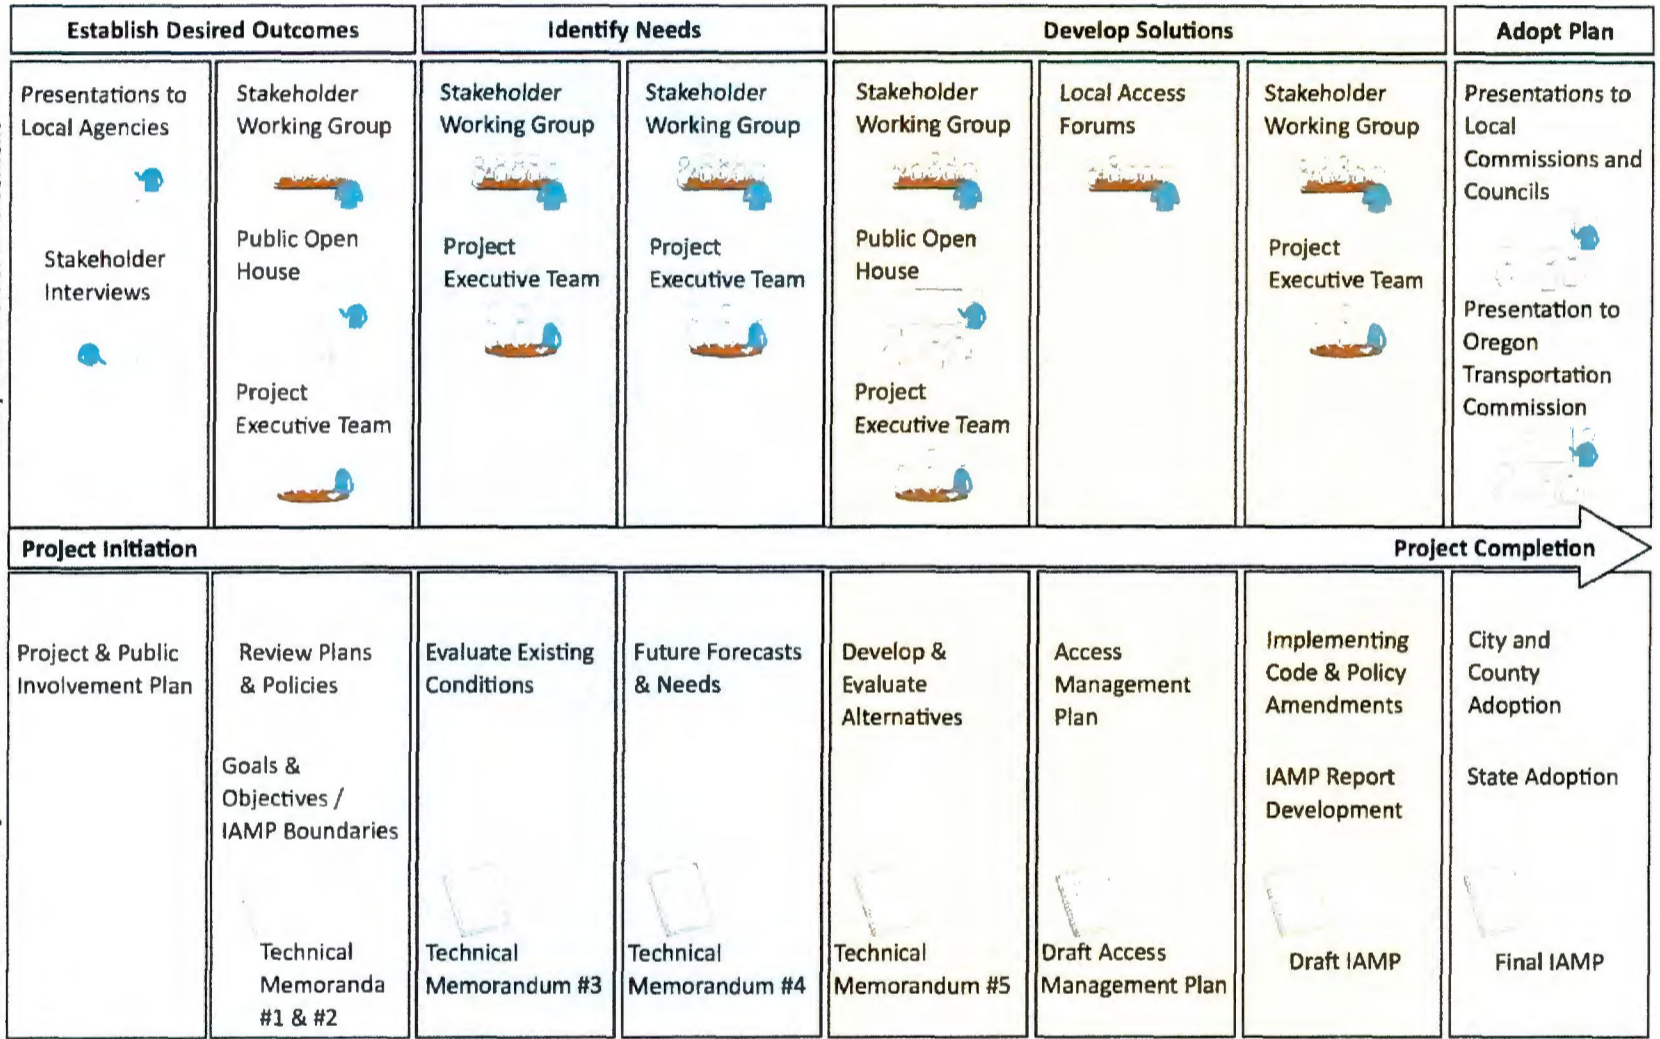 Establish Desired Outcomes
Identify Needs
Develop Solutions
Adopt Plan
Presentations to
Local Agencies
Stakeholder
Interviews
Stakeholder
Working Group
Public Open
House
Project
Executive Team
Stakeholder
Working Group
Project
Executive Team
Stakeholder
Working Group
Project
Executive Team
Stakeholder
Working Group
Public Open
House
Project
Executive Team
Local Access
Forums
Stakeholder
Working Group
Project
Executive Team
Presentations to
Local
Commissions and
Councils
Presentation to
Oregon
Transportation
Commission
Project Initiation
Project Completion
Project & Public
Involvement Plan
Review Plans
& Policies
Goals &
Objectives /
IAMP Boundaries
Technical
Memoranda
#1 & #2
Evaluate Existing
Conditions
Technical
Memorandum #3
Future Forecasts
& Needs
Technical
Memorandum #4
Develop &
Evaluate
Alternatives
Technical
Memorandum #5
Access
Management
Plan
Draft Access
Management Plan
Implementing
Code & Policy
Amendments
IAMP Report
Development
Draft IAMP
City and
County
Adoption
State Adoption
Final IAMP